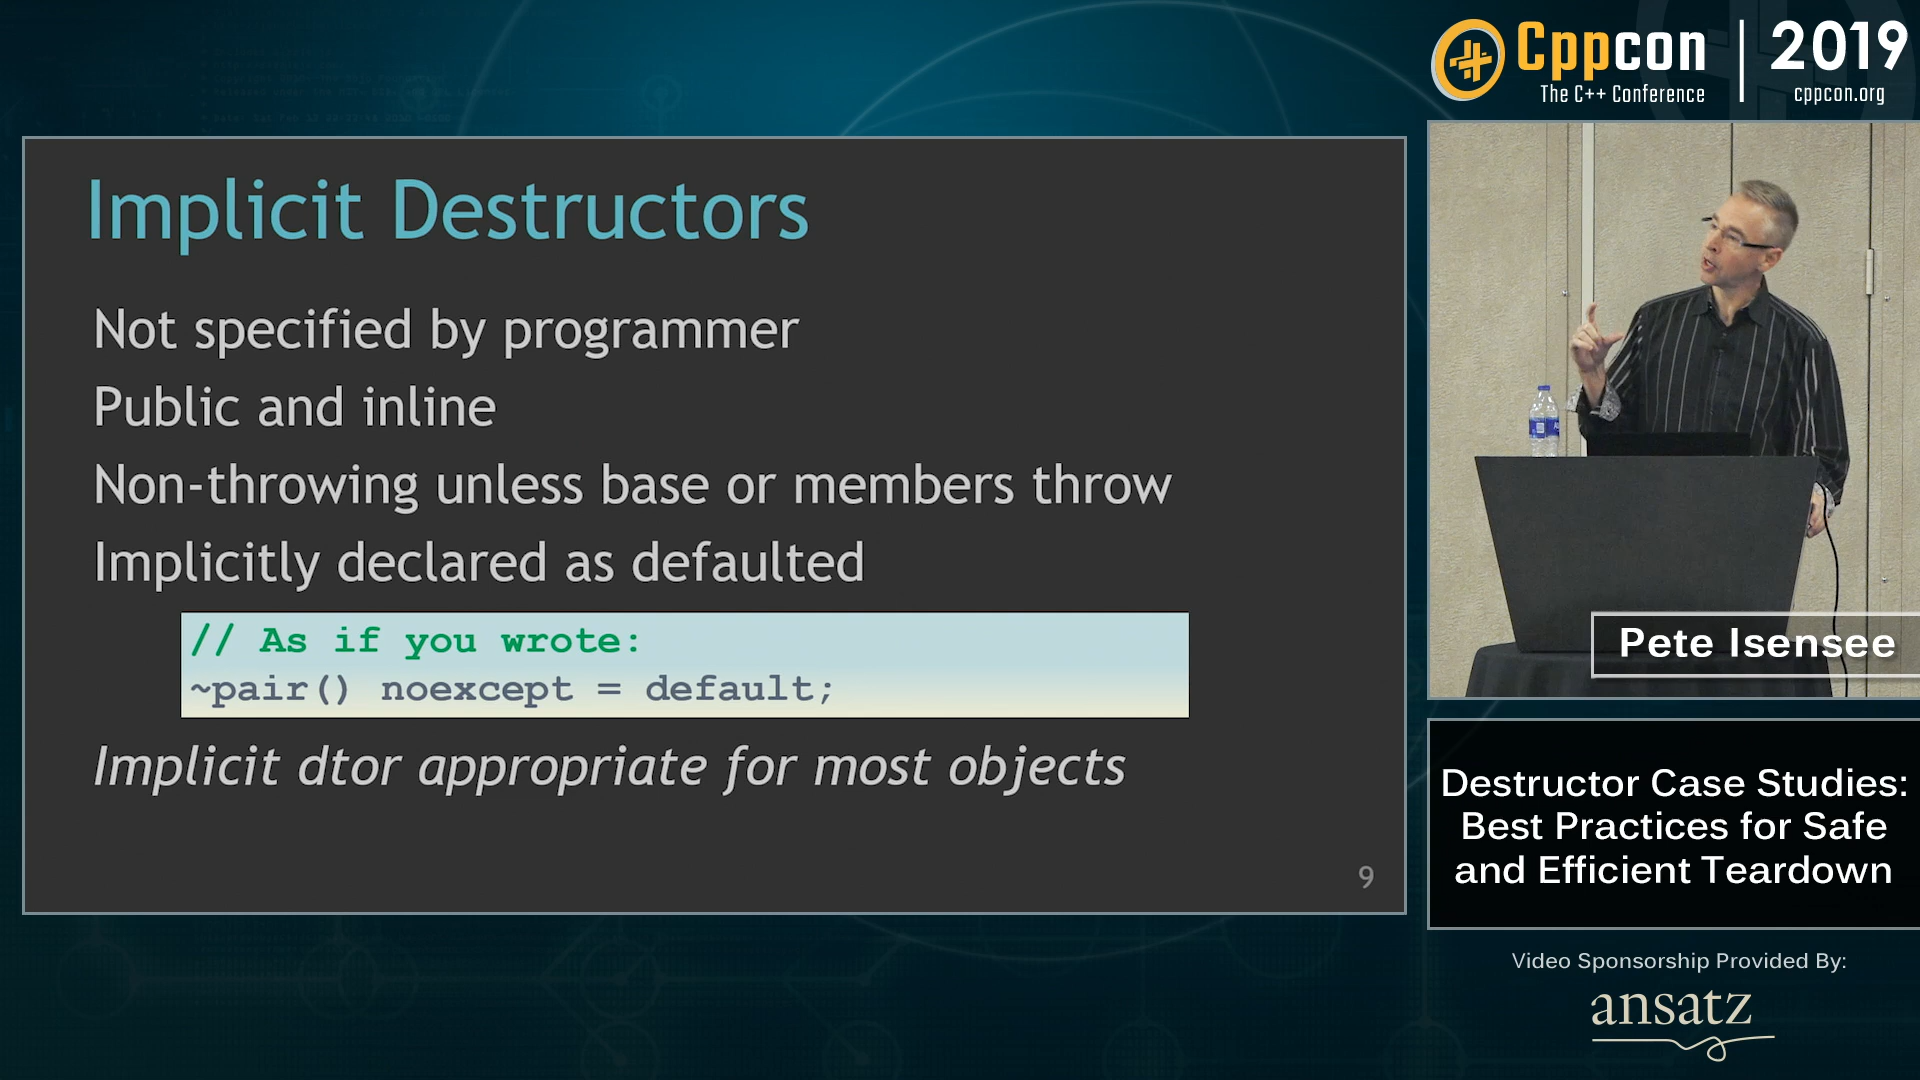 Cppcon
The C++ Conference
2019
cppcon.org
Implicit Destructors
Not specified by programmer
Public and inline
Non-throwing unless base or members throw
Implicitly declared as defaulted
// As if you wrote:
~pair() noexcept = default;
Implicit dtor appropriate for most objects
9
Pete Isensee
Destructor Case Studies:
Best Practices for Safe
and Efficient Teardown
Video Sponsorship Provided By:
ansatz